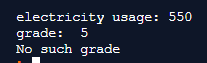 electricity usage: 550
grade:  5
No such grade